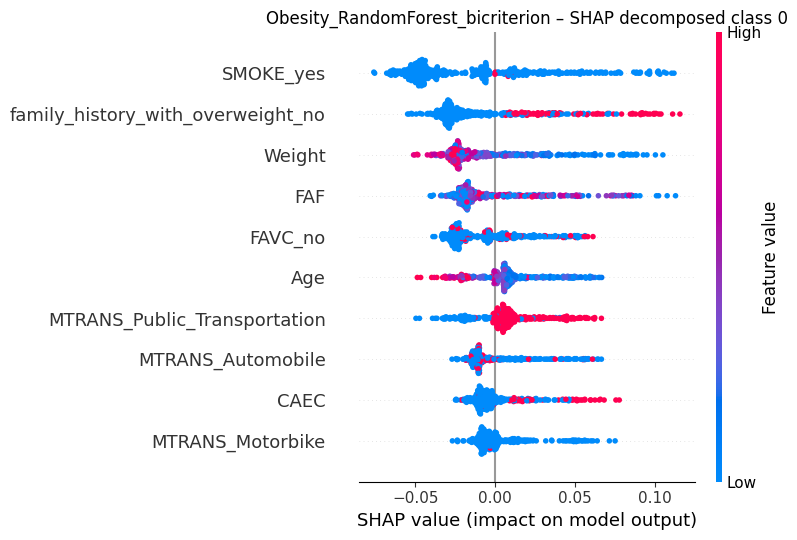 Obesity_RandomForest_bicriterion – SHAP decomposed class 0
High
SMOKE_yes
family_history_with_overweight_no
Weight
FAF
FAVC_no
Age
MTRANS_Public_Transportation
MTRANS_Automobile
CAEC
MTRANS_Motorbike
Feature value
Low
−0.05 0.00 0.05 0.10
SHAP value (impact on model output)